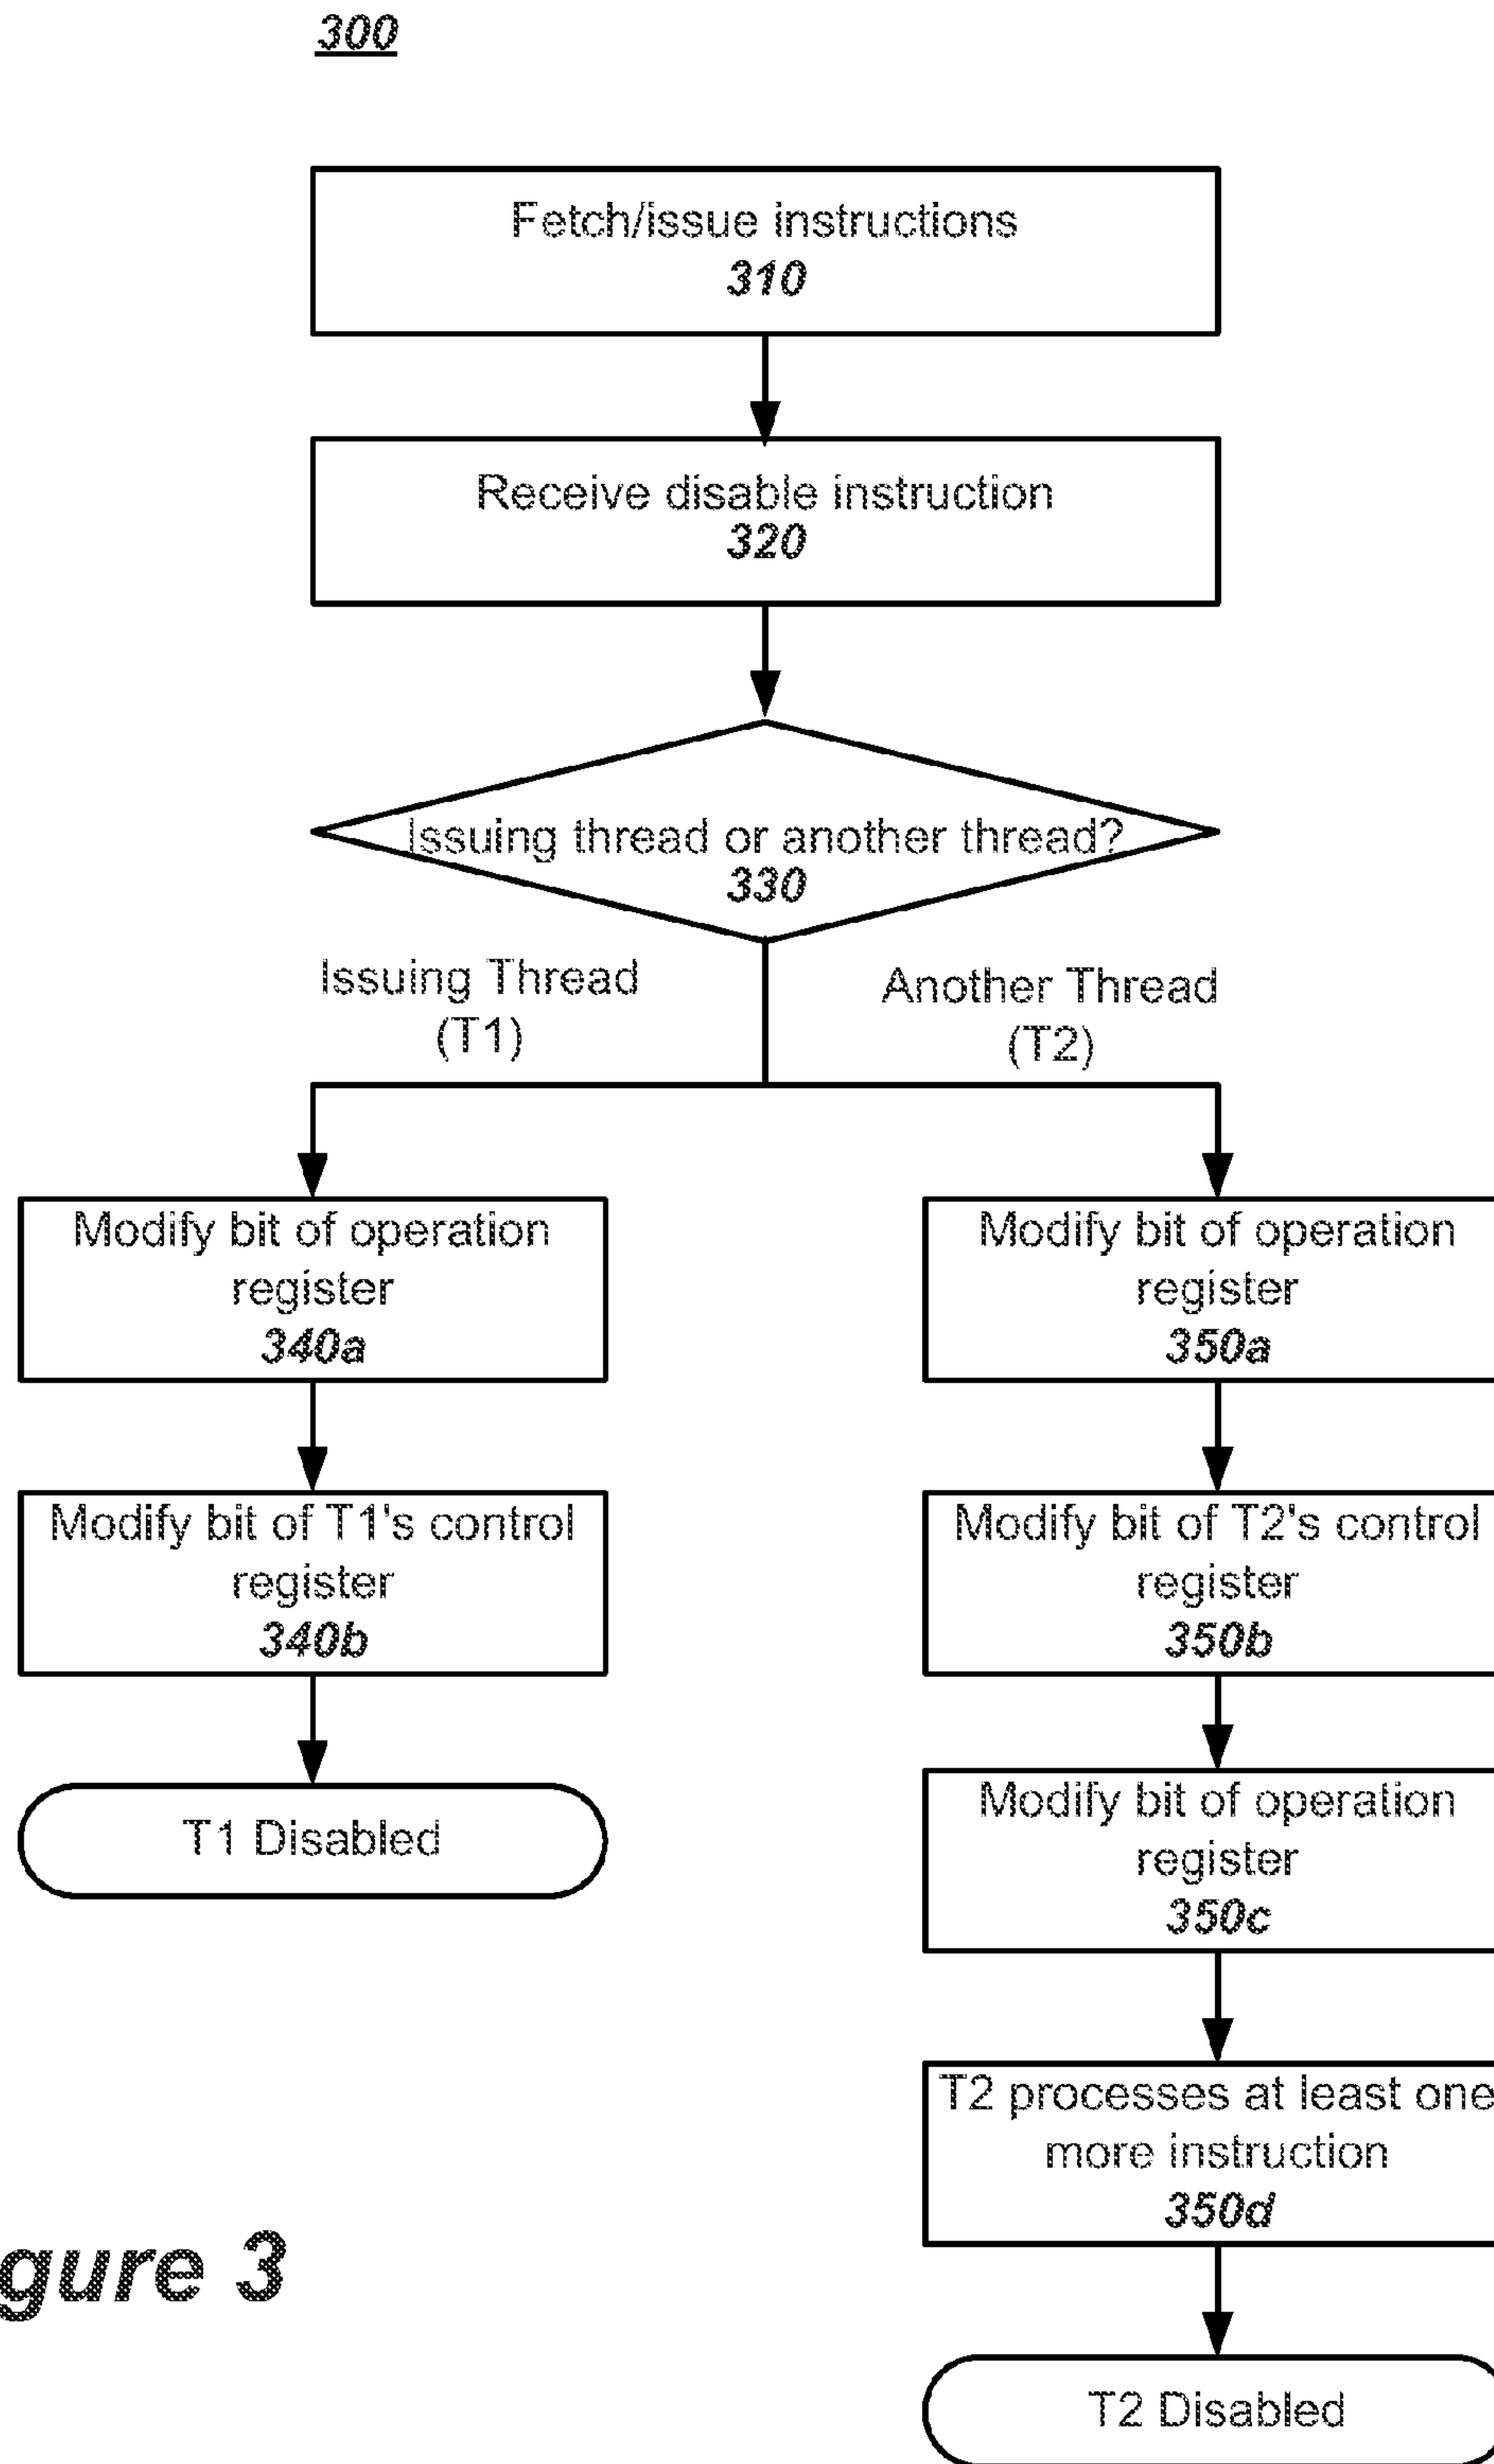 300
Fetch/issue instructions
310
Receive disable instruction
320
Issuing thread or another thread?
330
Issuing Thread
(T1)
Another Thread
(T2)
Modify bit of operation
register
340a
Modify bit of T1's control
register
340b
T1 Disabled
Modify bit of operation
register
350a
Modify bit of T2's control
register
350b
Modify bit of operation
register
350c
T2 processes at least one
more instruction
350d
T2 Disabled
gure 3